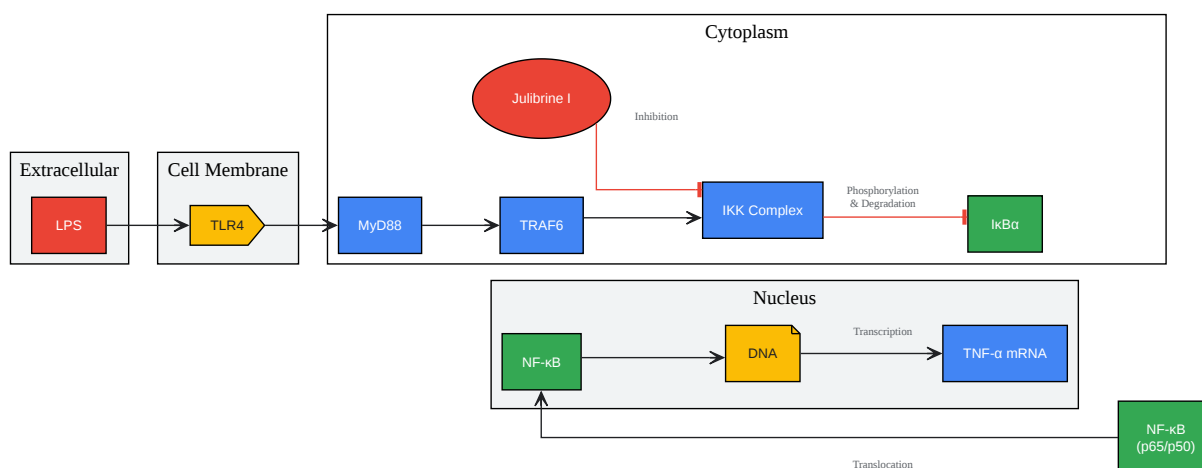 Cytoplasm
Julibrine I
Inhibition
Extracellular
Cell Membrane
LPS
TLR4
MyD88
TRAF6
IKK Complex
Phosphorylation
& Degradation
IκBα
Nucleus
NF-κB
DNA
Transcription
TNF-α mRNA
NF-κB
(p65/p50)
Translocation